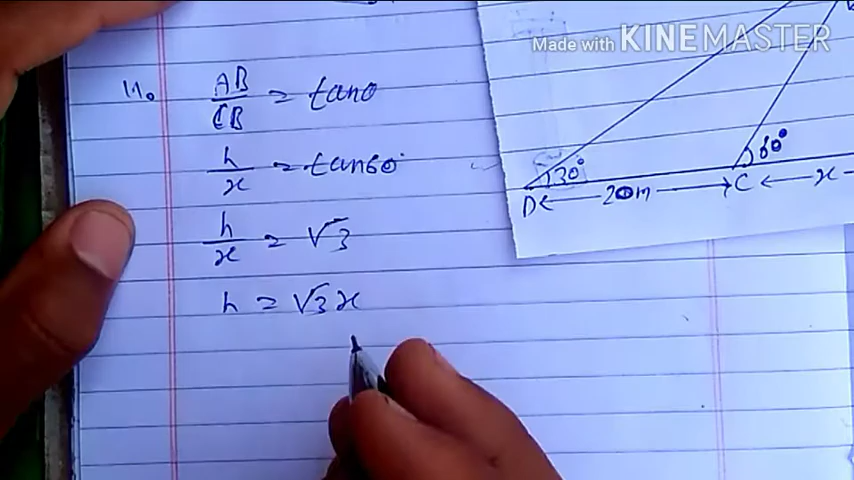 Made with KINEMASTER
11. AB/CB = tanθ
h/x = tan60°
h/x = √3
h = √3x
30° 60°
D ← 20m → C ← x -